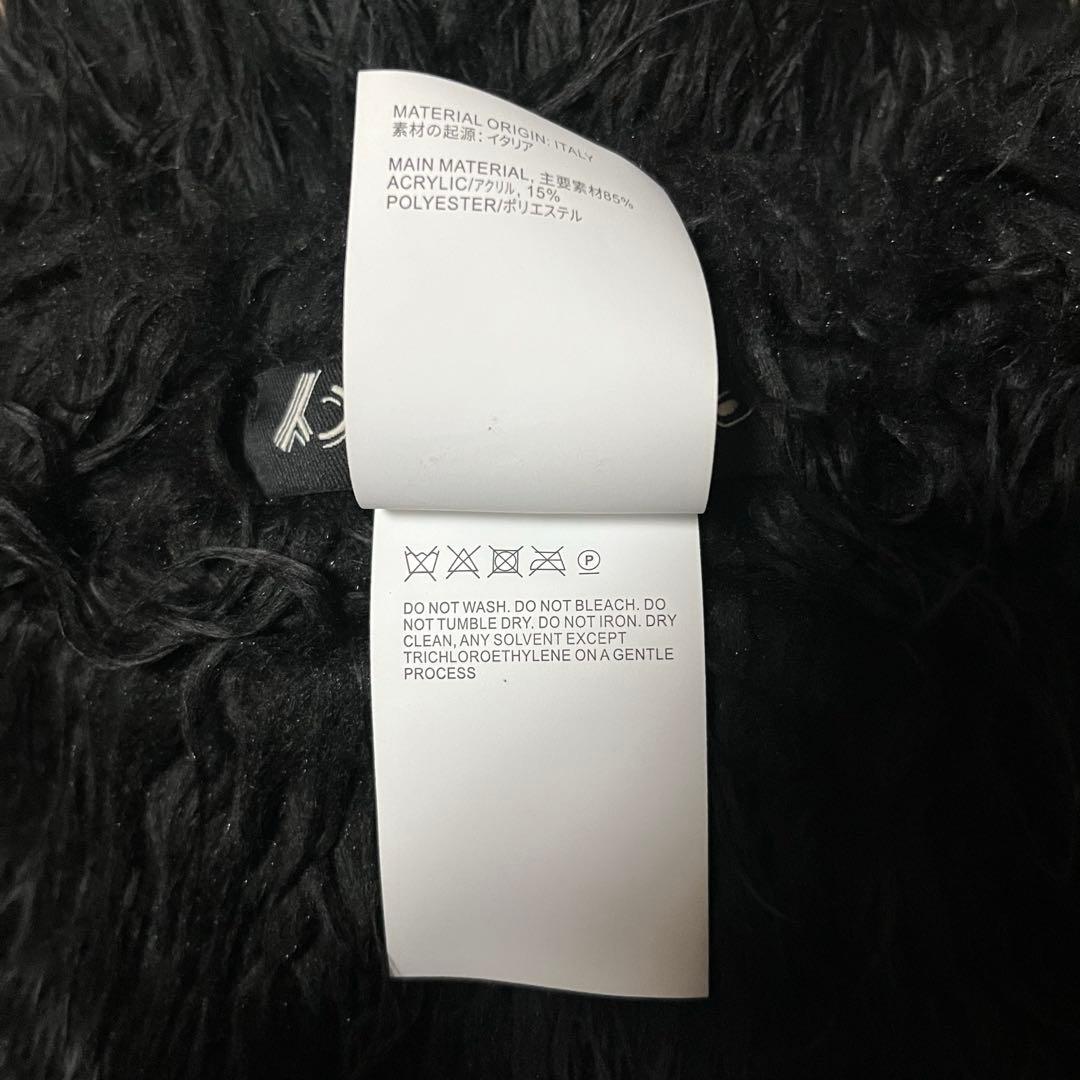 MATERIAL ORIGIN: ITALY
素材の起源: イタリア
MAIN MATERIAL, 主要素材85%
ACRYLIC/アクリル, 15%
POLYESTER/ポリエステル
P
DO NOT WASH. DO NOT BLEACH. DO
NOT TUMBLE DRY. DO NOT IRON. DRY
CLEAN, ANY SOLVENT EXCEPT
TRICHLOROETHYLENE ON A GENTLE
PROCESS